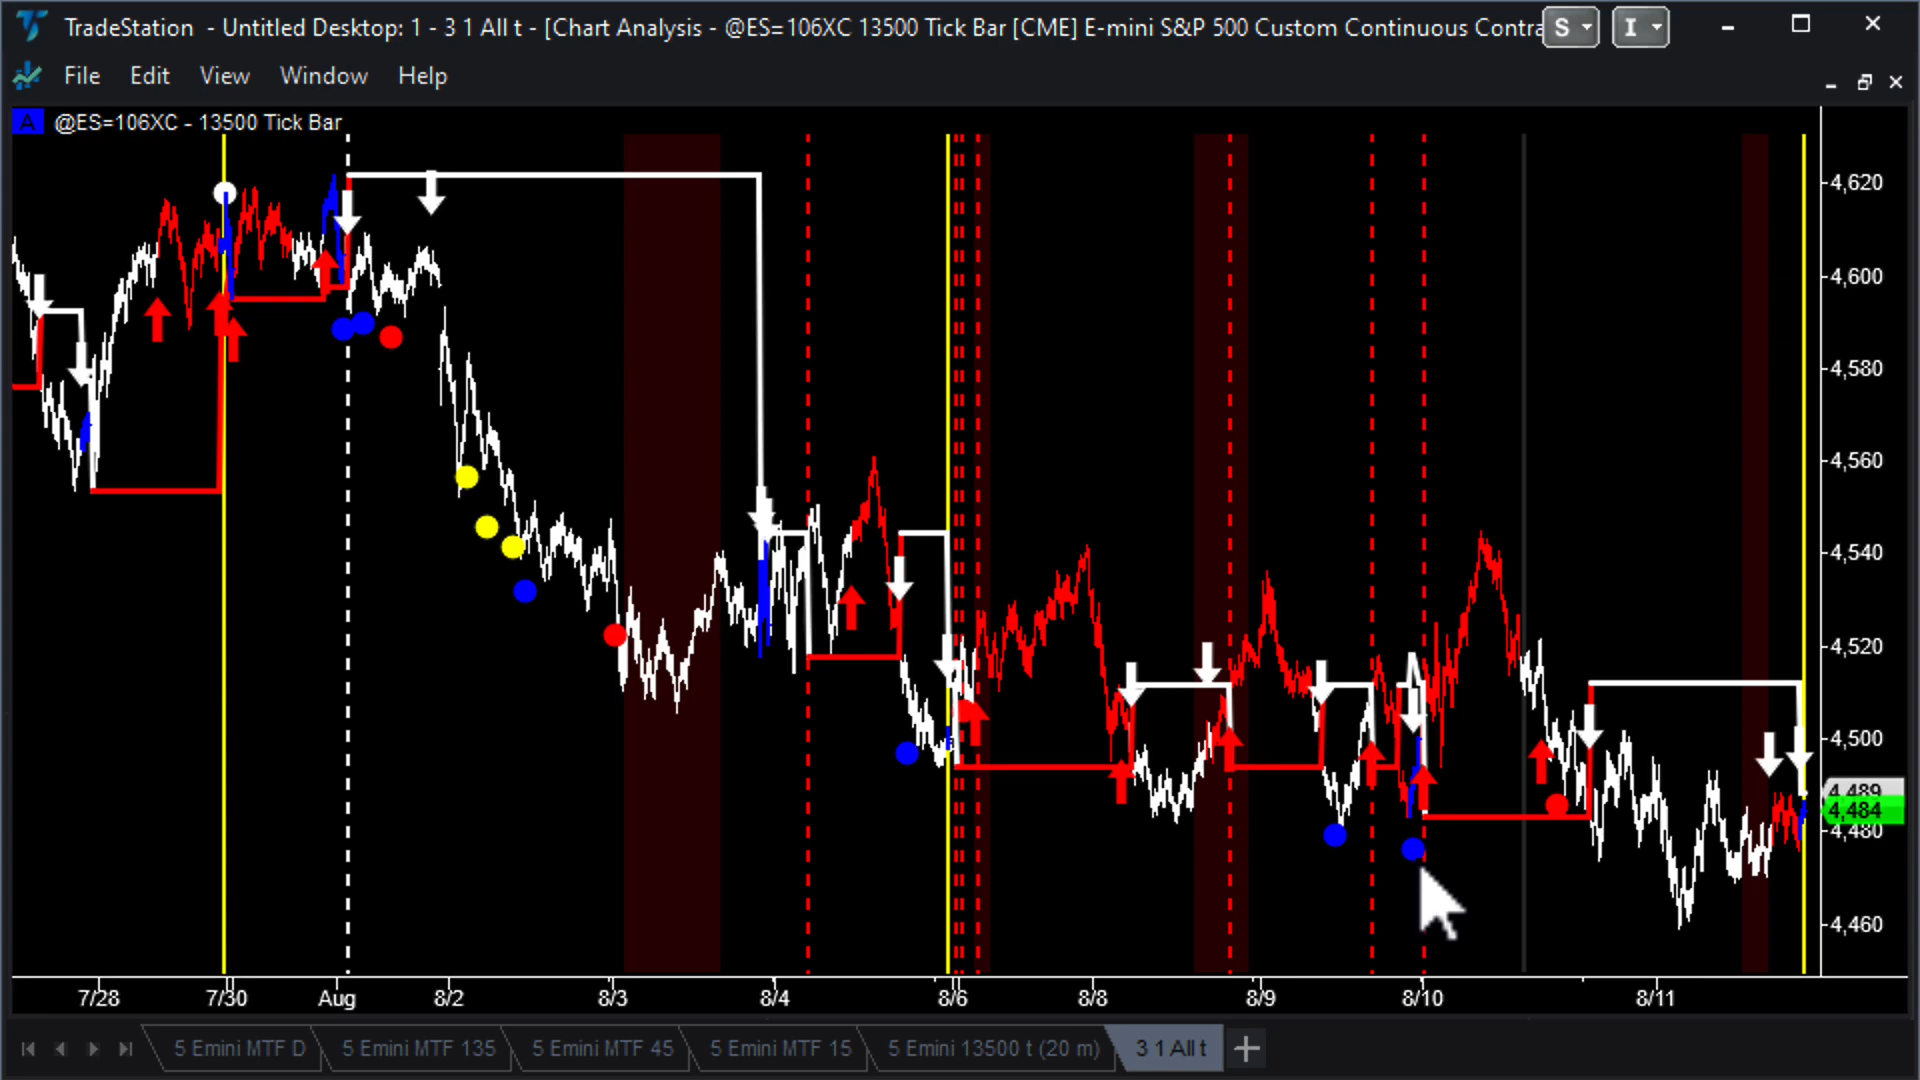 TradeStation - Untitled Desktop: 1 - 3 1 All t - [Chart Analysis - @ES=106XC 13500 Tick Bar [CME] E-mini S&P 500 Custom Continuous Contra S I
File Edit View Window Help
A @ES=106XC - 13500 Tick Bar
4,620
4,600
4,580
4,560
4,540
4,520
4,500
4,489
4,484
4,480
4,460
7/28 7/30 Aug 8/2 8/3 8/4 8/6 8/8 8/9 8/10 8/11
5 Emini MTF D 5 Emini MTF 135 5 Emini MTF 45 5 Emini MTF 15 5 Emini 13500 t (20 m) 3 1 All t